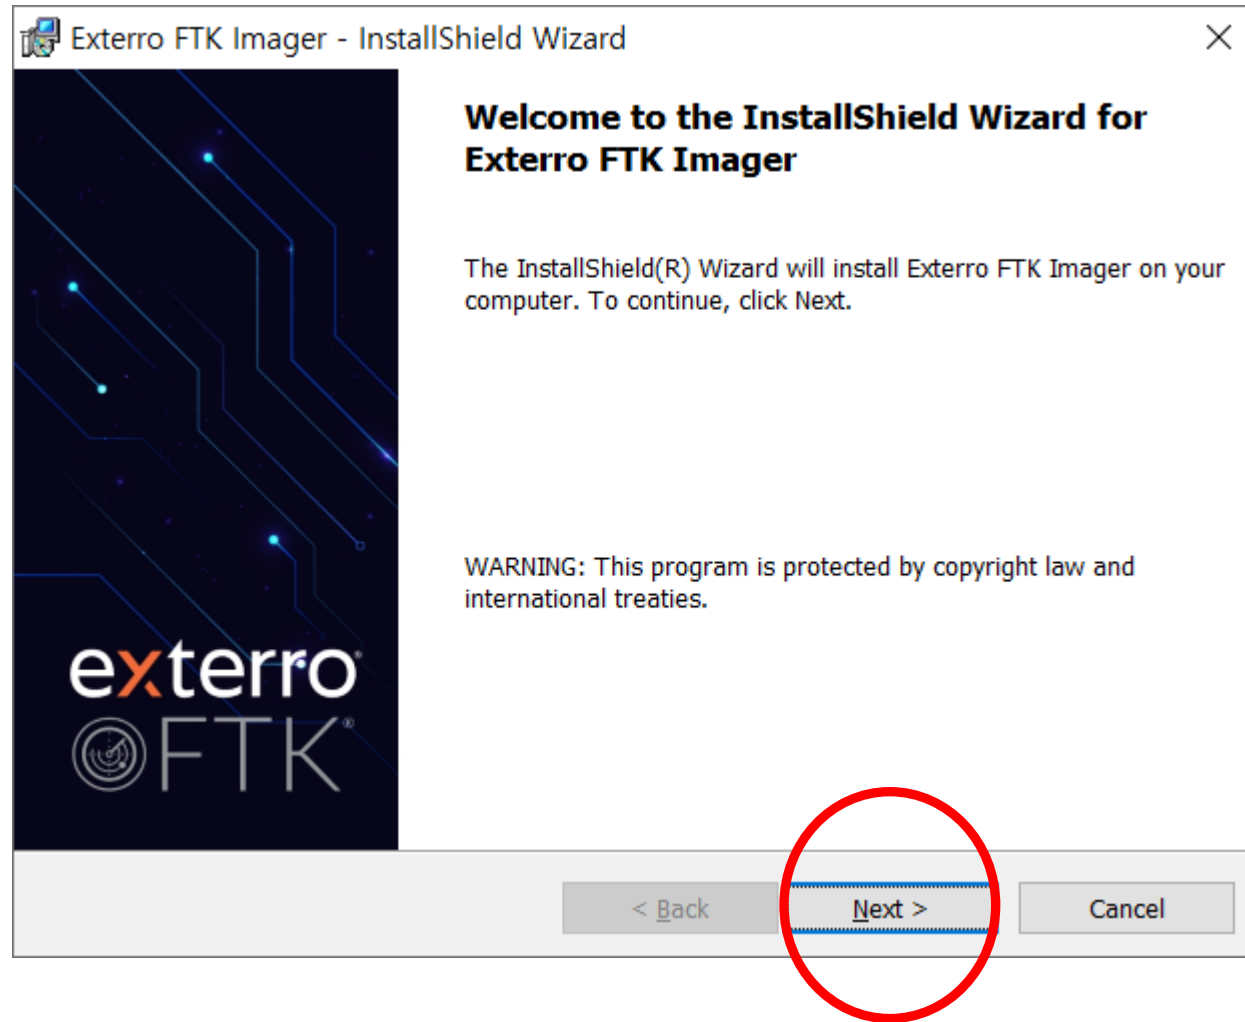 Exterro FTK Imager - InstallShield Wizard
Welcome to the InstallShield Wizard for
Exterro FTK Imager
The InstallShield(R) Wizard will install Exterro FTK Imager on your
computer. To continue, click Next.
WARNING: This program is protected by copyright law and
international treaties.
exterro®
FTK®
< Back
Next >
Cancel